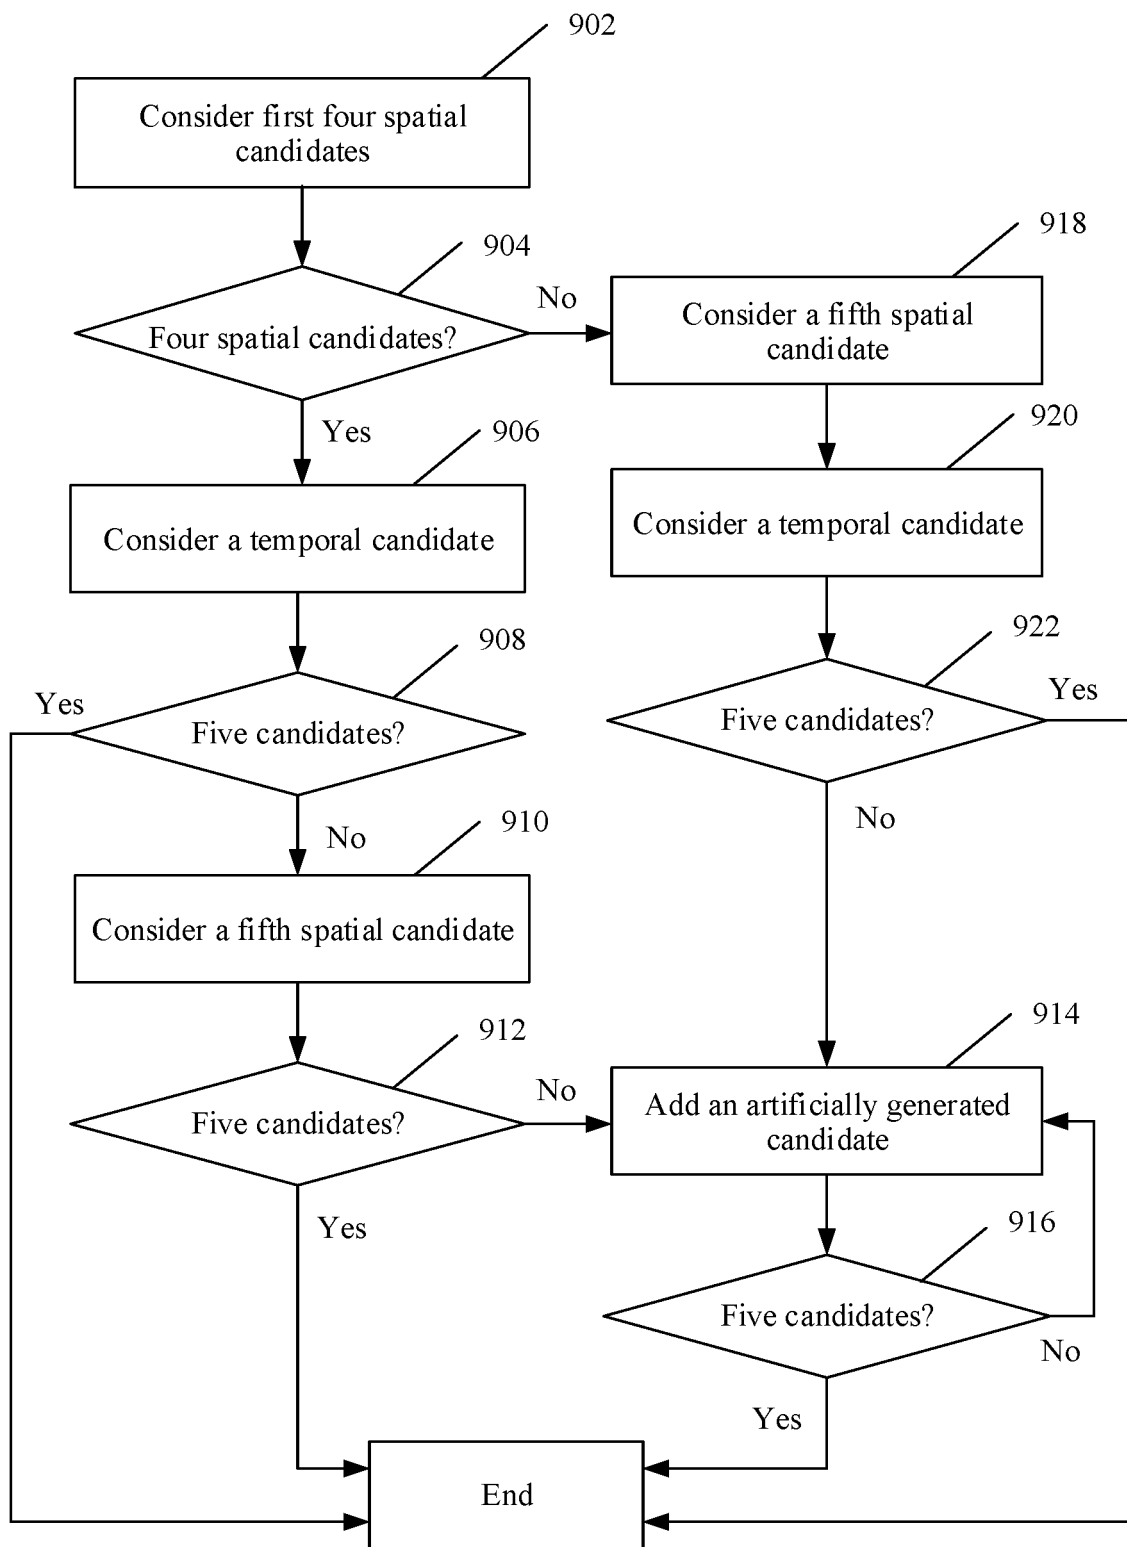 902
Consider first four spatial
candidates
904
Four spatial candidates?
No
918
Consider a fifth spatial
candidate
Yes
906
Consider a temporal candidate
920
Consider a temporal candidate
908
Yes
Five candidates?
No
922
Five candidates?
Yes
No
910
Consider a fifth spatial candidate
912
Five candidates?
No
Yes
914
Add an artificially generated
candidate
916
Five candidates?
No
Yes
End